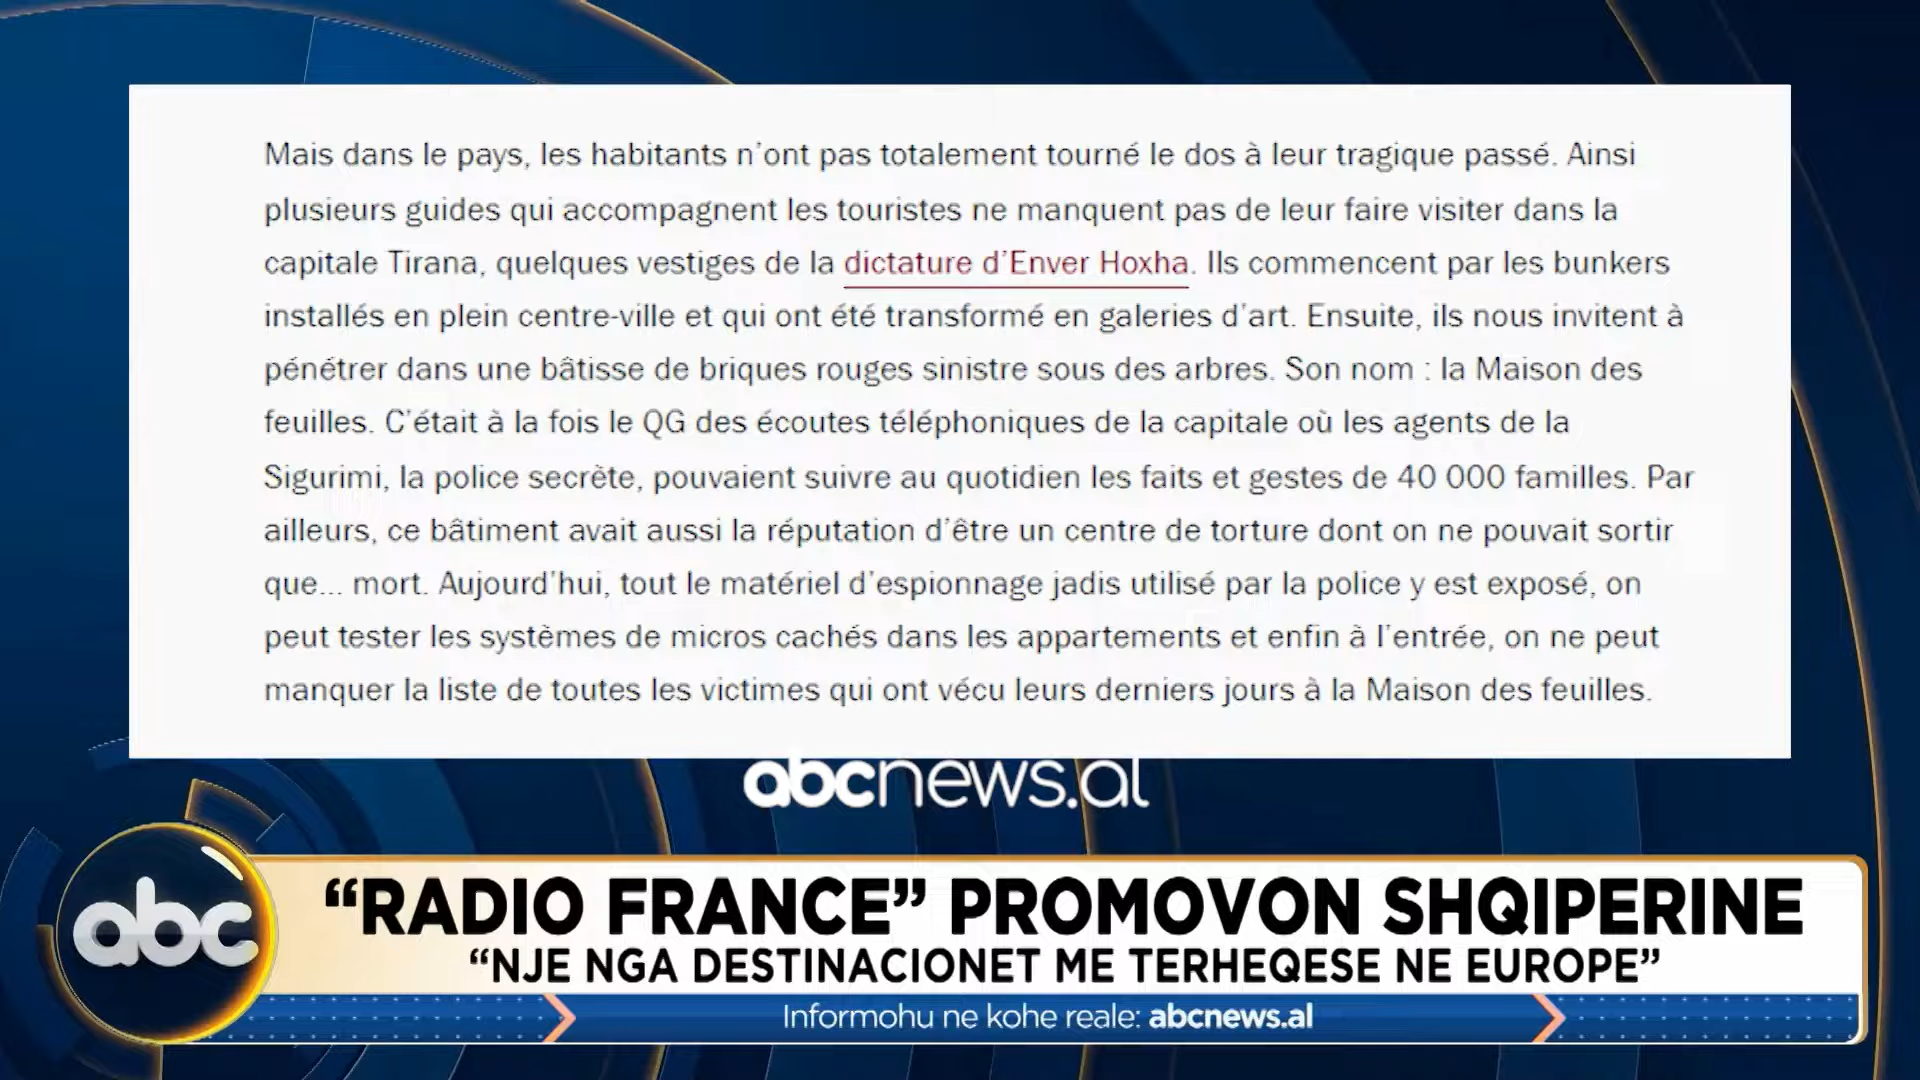 Mais dans le pays, les habitants n'ont pas totalement tourné le dos à leur tragique passé. Ainsi
plusieurs guides qui accompagnent les touristes ne manquent pas de leur faire visiter dans la
capitale Tirana, quelques vestiges de la dictature d'Enver Hoxha. Ils commencent par les bunkers
installés en plein centre-ville et qui ont été transformé en galeries d'art. Ensuite, ils nous invitent à
pénétrer dans une bâtisse de briques rouges sinistre sous des arbres. Son nom : la Maison des
feuilles. C'était à la fois le QG des écoutes téléphoniques de la capitale où les agents de la
Sigurimi, la police secrète, pouvaient suivre au quotidien les faits et gestes de 40 000 familles. Par
ailleurs, ce bâtiment avait aussi la réputation d'être un centre de torture dont on ne pouvait sortir
que... mort. Aujourd'hui, tout le matériel d'espionnage jadis utilisé par la police y est exposé, on
peut tester les systèmes de micros cachés dans les appartements et enfin à l'entrée, on ne peut
manquer la liste de toutes les victimes qui ont vécu leurs derniers jours à la Maison des feuilles.
abcnews.al
abc
“RADIO FRANCE” PROMOVON SHQIPERINE
“NJE NGA DESTINACIONET ME TERHEQESE NE EUROPE”
Informohu ne kohe reale: abcnews.al